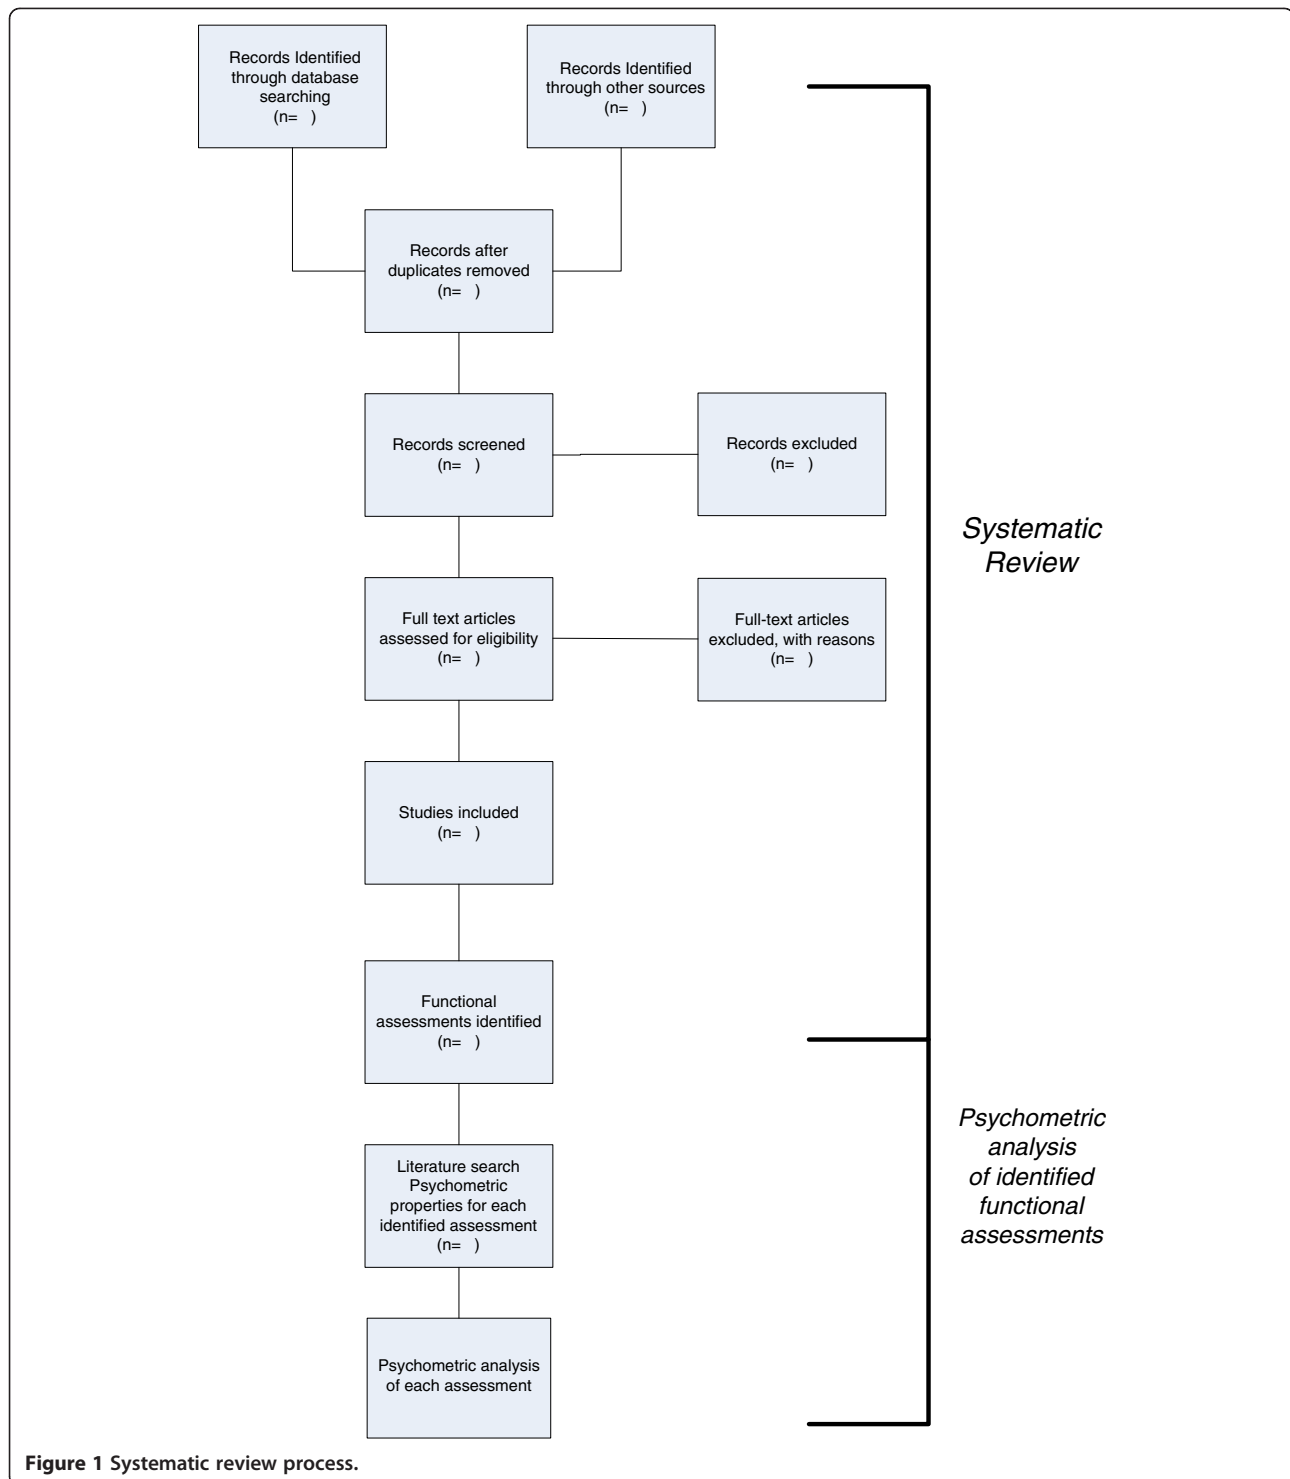 Records Identified
through database
searching
(n= )
Records Identified
through other sources
(n= )
Records after
duplicates removed
(n= )
Records screened
(n= )
Records excluded
(n= )
Full text articles
assessed for eligibility
(n= )
Full-text articles
excluded, with reasons
(n= )
Studies included
(n= )
Functional
assessments identified
(n= )
Literature search
Psychometric
properties for each
identified assessment
(n= )
Psychometric analysis
of each assessment
Systematic
Review
Psychometric
analysis
of identified
functional
assessments
Figure 1 Systematic review process.